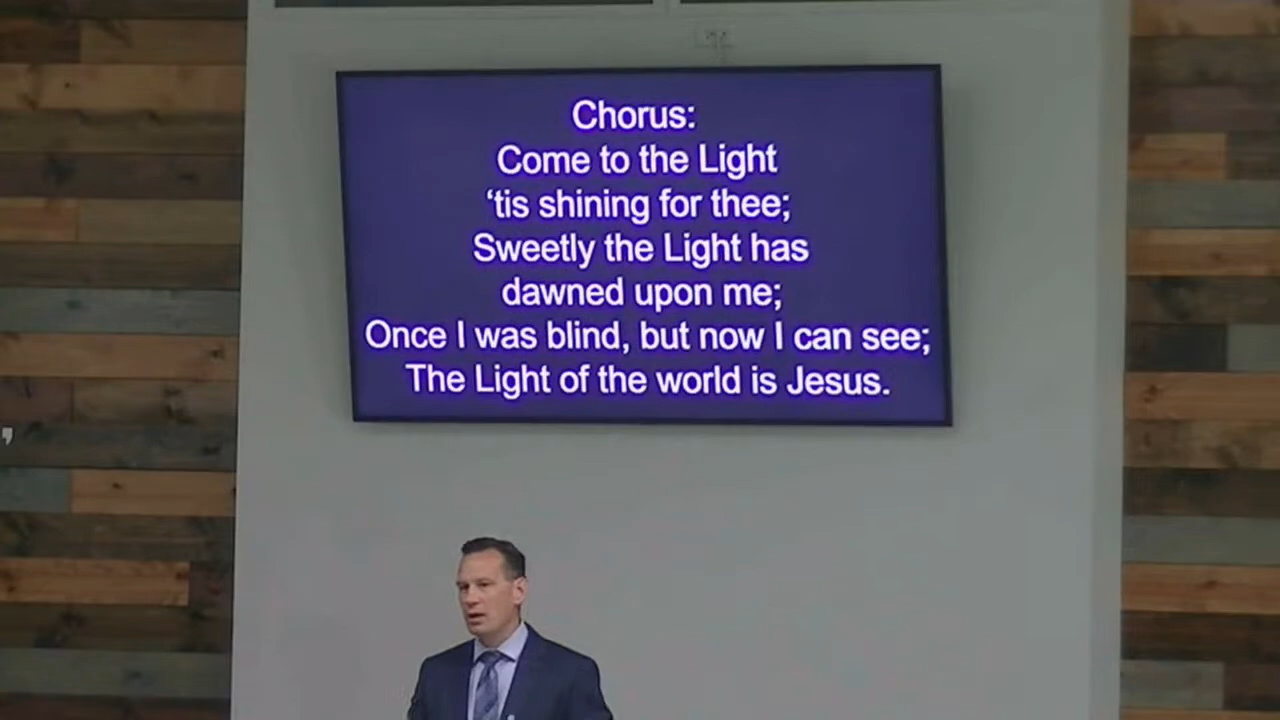 Chorus:
Come to the Light
‘tis shining for thee;
Sweetly the Light has
dawned upon me;
Once I was blind, but now I can see;
The Light of the world is Jesus.